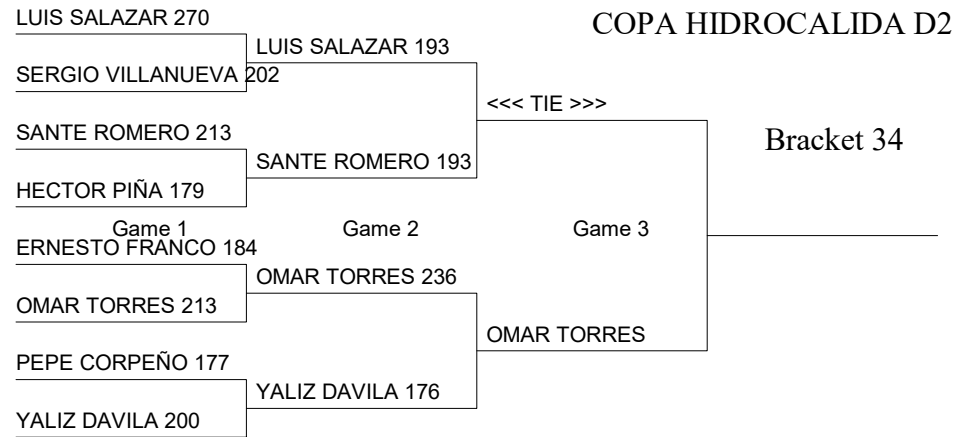 LUIS SALAZAR 270
COPA HIDROCALIDA D2
LUIS SALAZAR 193
SERGIO VILLANUEVA 202
<<< TIE >>>
SANTE ROMERO 213
Bracket 34
SANTE ROMERO 193
HECTOR PIÑA 179
Game 1
Game 2
Game 3
ERNESTO FRANCO 184
OMAR TORRES 236
OMAR TORRES 213
OMAR TORRES
PEPE CORPEÑO 177
YALIZ DAVILA 176
YALIZ DAVILA 200